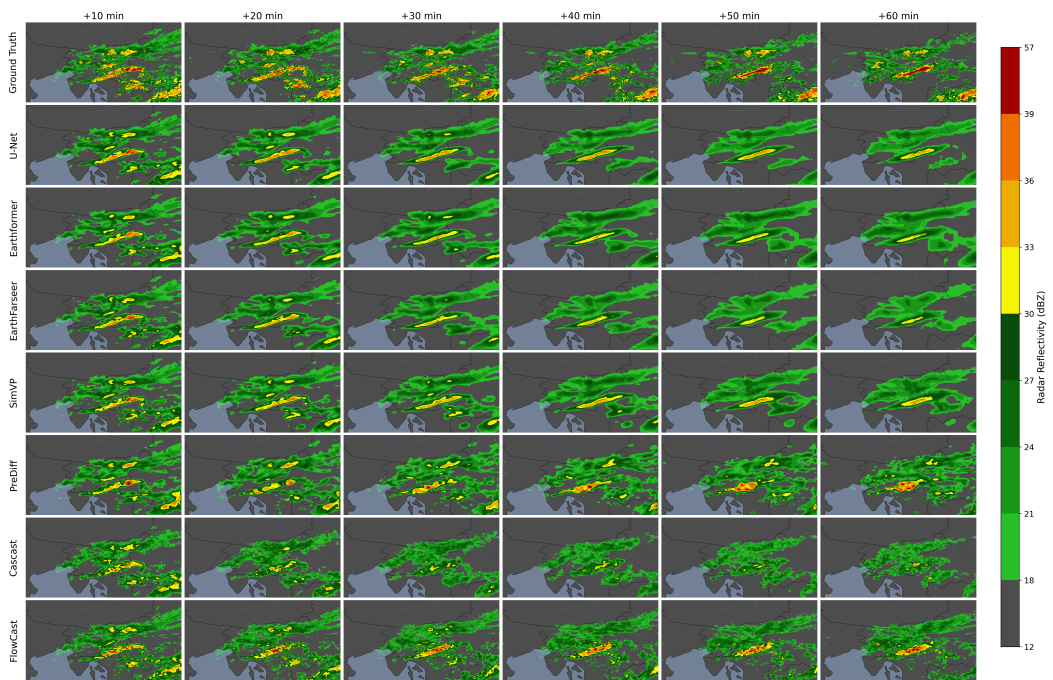 +10 min +20 min +30 min +40 min +50 min +60 min
Ground Truth
U-Net
Earthformer
EarthFarseer
SimVP
PreDiff
Cascast
FlowCast
57
39
36
33
30
27
24
21
18
12
Radar Reflectivity (dBZ)